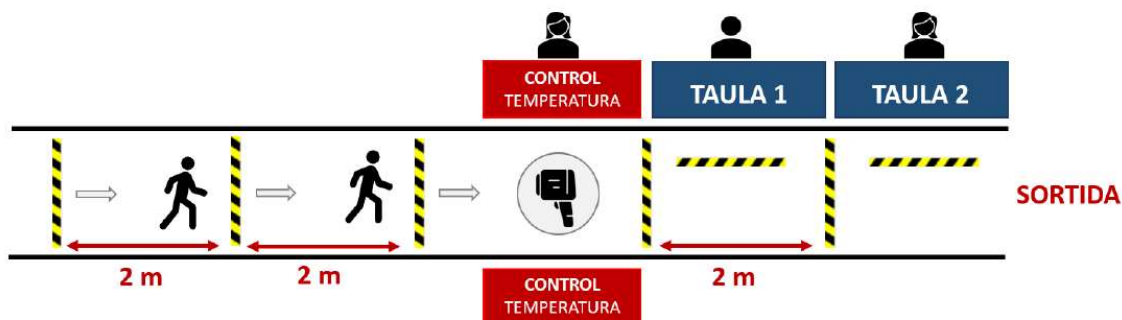 CONTROL
TEMPERATURA
TAULA 1
TAULA 2
SORTIDA
2 m
2 m
2 m
CONTROL
TEMPERATURA